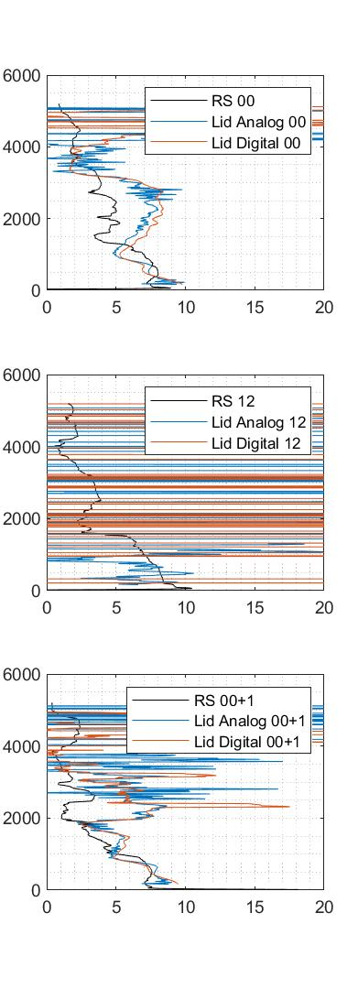 6000
RS 00
Lid Analog 00
Lid Digital 00
4000
2000
0
0 5 10 15 20
6000
RS 12
Lid Analog 12
Lid Digital 12
4000
2000
0
0 5 10 15 20
6000
RS 00+1
Lid Analog 00+1
Lid Digital 00+1
4000
2000
0
0 5 10 15 20